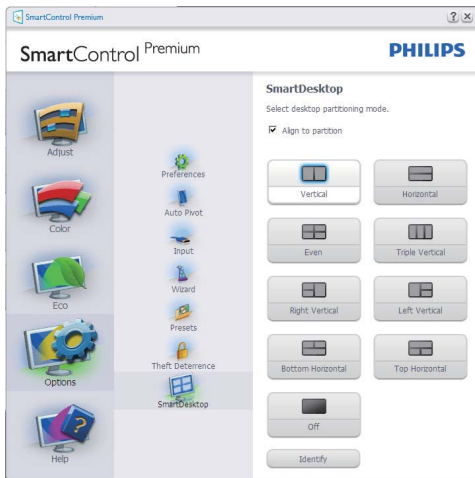 SmartControl Premium
SmartControl Premium
PHILIPS
Adjust
Color
Eco
Options
Help
Preferences
Auto Pivot
Input
Wizard
Presets
Theft Deterrence
SmartDesktop
SmartDesktop
Select desktop partitioning mode.
Align to partition
Vertical
Horizontal
Even
Triple Vertical
Right Vertical
Left Vertical
Bottom Horizontal
Top Horizontal
Off
Identify